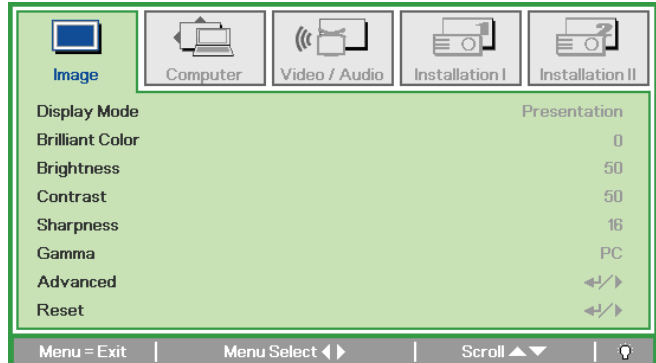 Image Computer Video / Audio Installation I Installation II
Display Mode Presentation
Brilliant Color 0
Brightness 50
Contrast 50
Sharpness 16
Gamma PC
Advanced ↵/▶
Reset ↵/▶
Menu = Exit Menu Select ◀▶ Scroll ▲▼